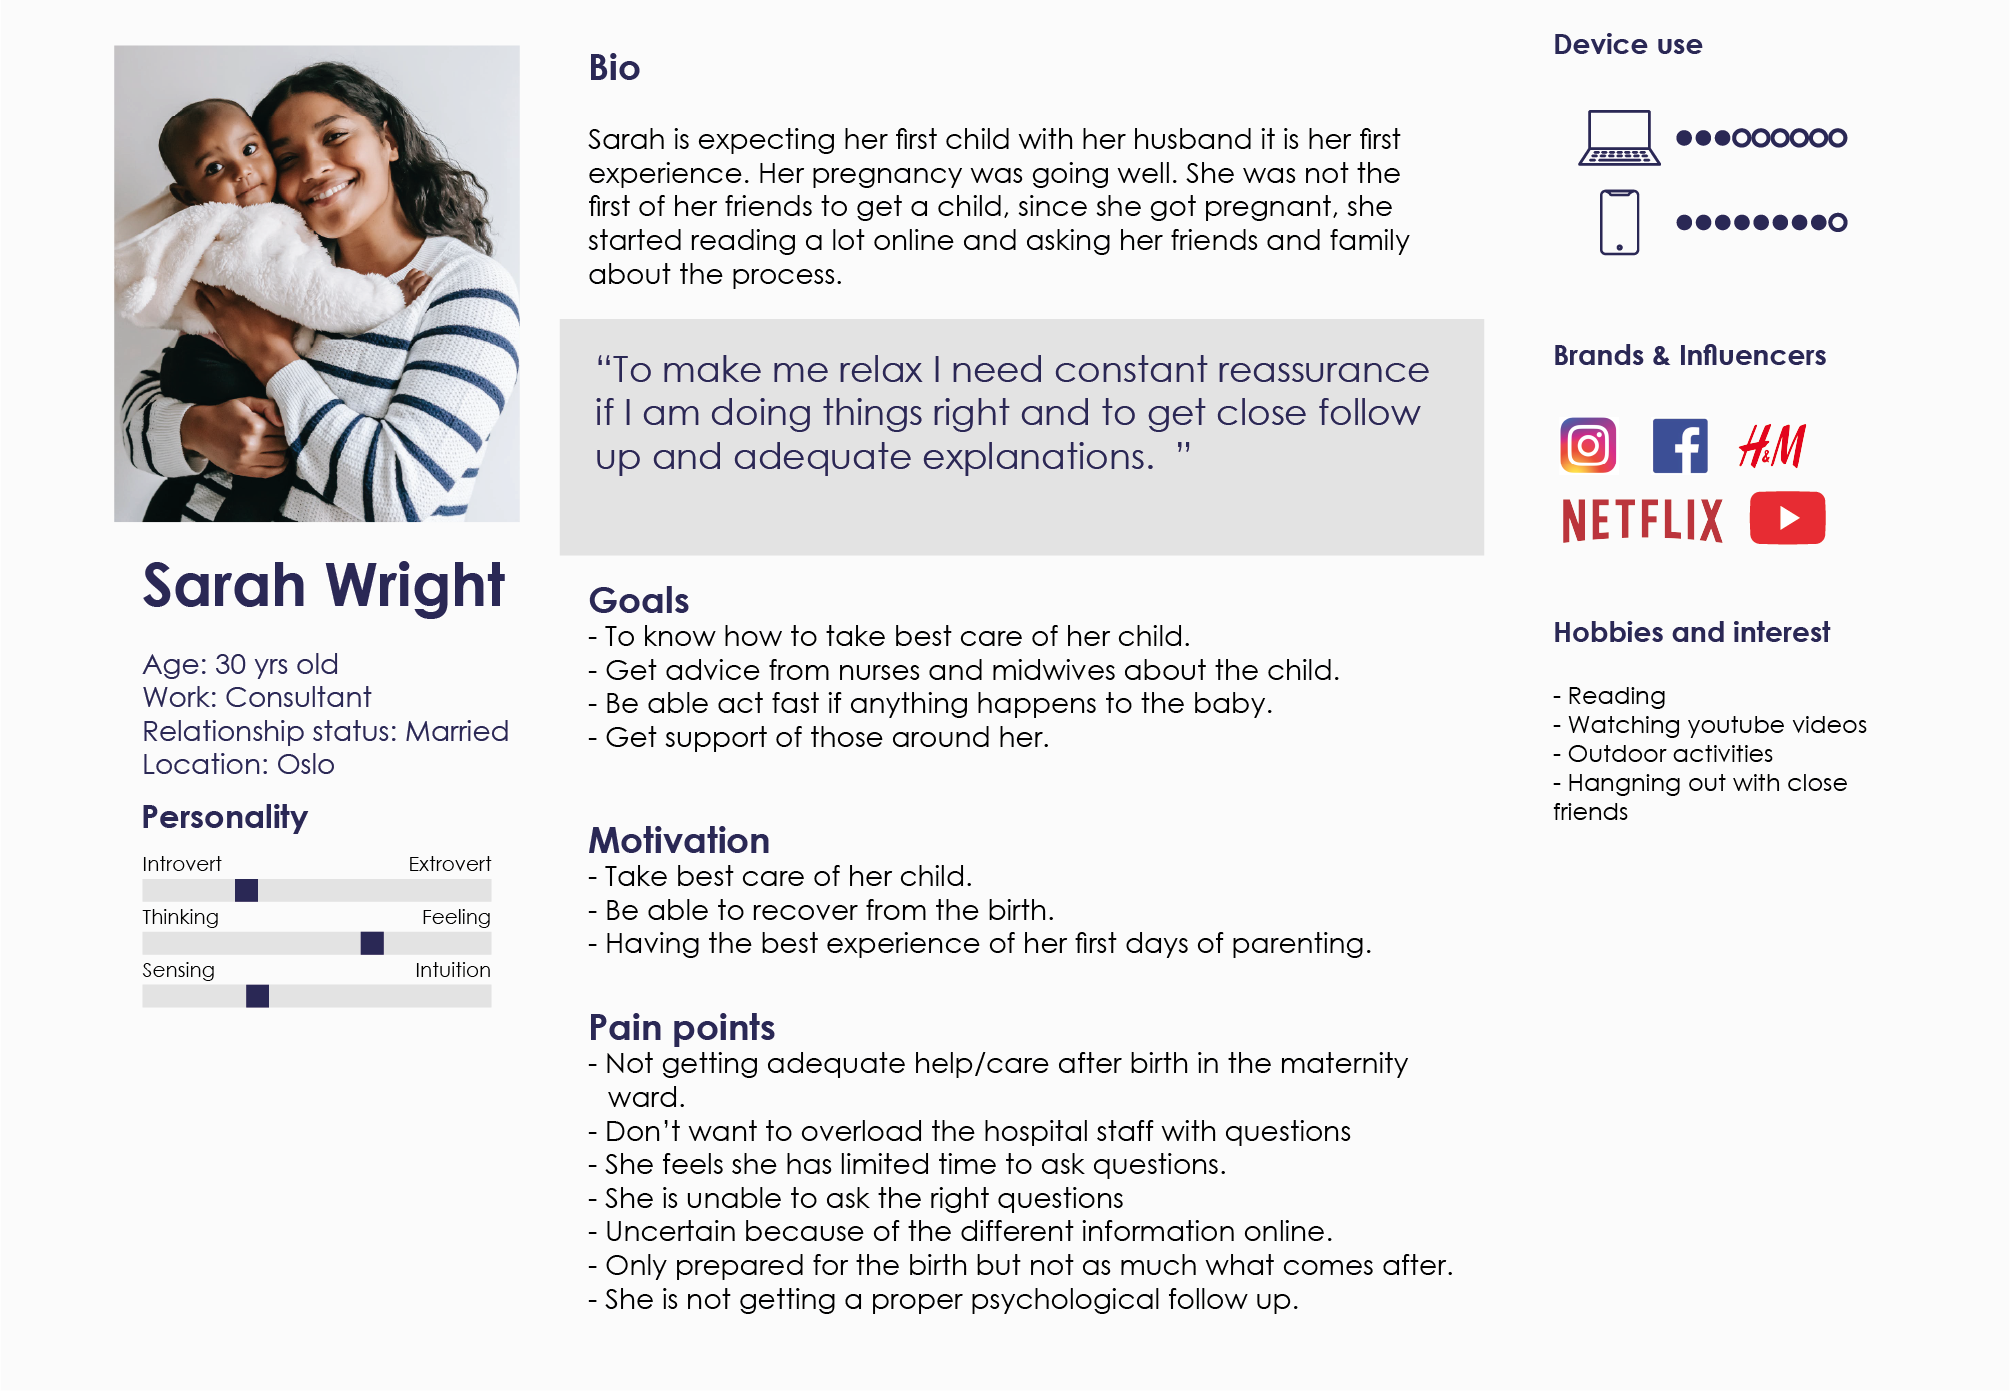 Sarah Wright
Age: 30 yrs old
Work: Consultant
Relationship status: Married
Location: Oslo
Personality
Introvert Extrovert
Thinking Feeling
Sensing Intuition
Bio
Sarah is expecting her first child with her husband it is her first
experience. Her pregnancy was going well. She was not the
first of her friends to get a child, since she got pregnant, she
started reading a lot online and asking her friends and family
about the process.
“To make me relax I need constant reassurance
if I am doing things right and to get close follow
up and adequate explanations.  ”
Goals
- To know how to take best care of her child.
- Get advice from nurses and midwives about the child.
- Be able act fast if anything happens to the baby.
- Get support of those around her.
Motivation
- Take best care of her child.
- Be able to recover from the birth.
- Having the best experience of her first days of parenting.
Pain points
- Not getting adequate help/care after birth in the maternity
ward.
- Don’t want to overload the hospital staff with questions
- She feels she has limited time to ask questions.
- She is unable to ask the right questions
- Uncertain because of the different information online.
- Only prepared for the birth but not as much what comes after.
- She is not getting a proper psychological follow up.
Device use
Brands & Influencers
f H&M
NETFLIX
Hobbies and interest
- Reading
- Watching youtube videos
- Outdoor activities
- Hangning out with close
friends